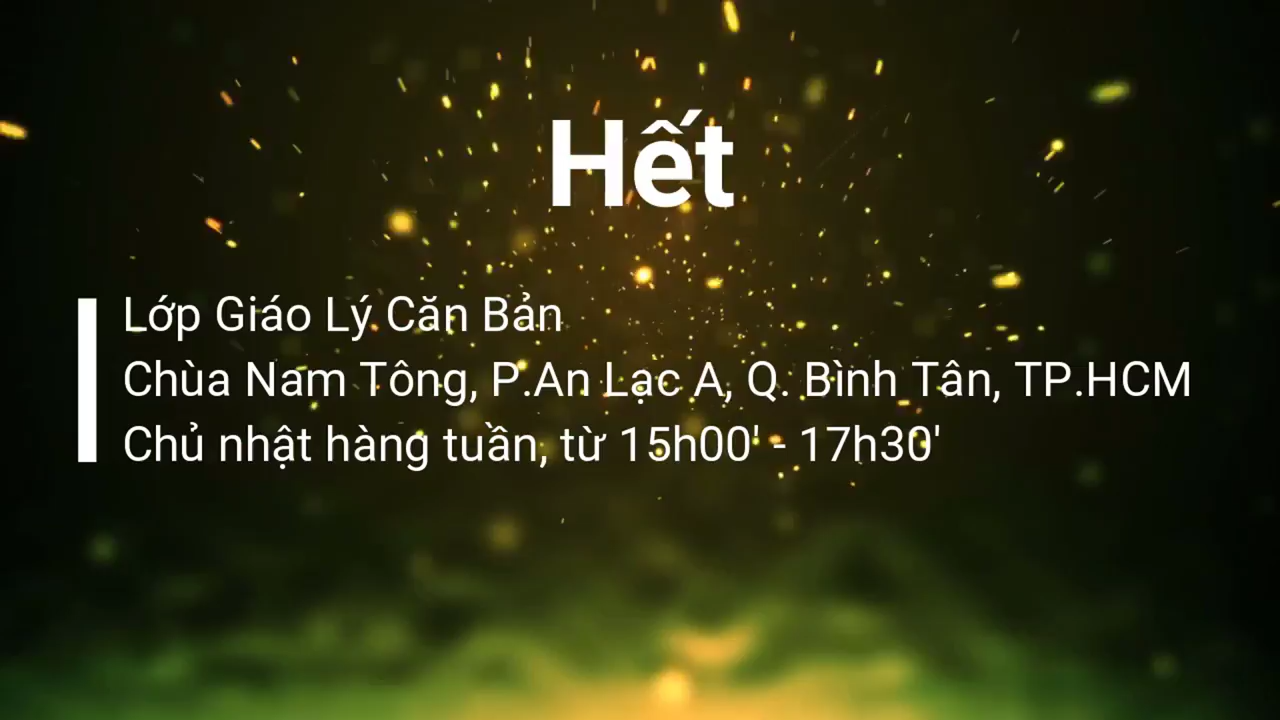 Hết
Lớp Giáo Lý Căn Bản
Chùa Nam Tông, P.An Lạc A, Q. Bình Tân, TP.HCM
Chủ nhật hàng tuần, từ 15h00' - 17h30'